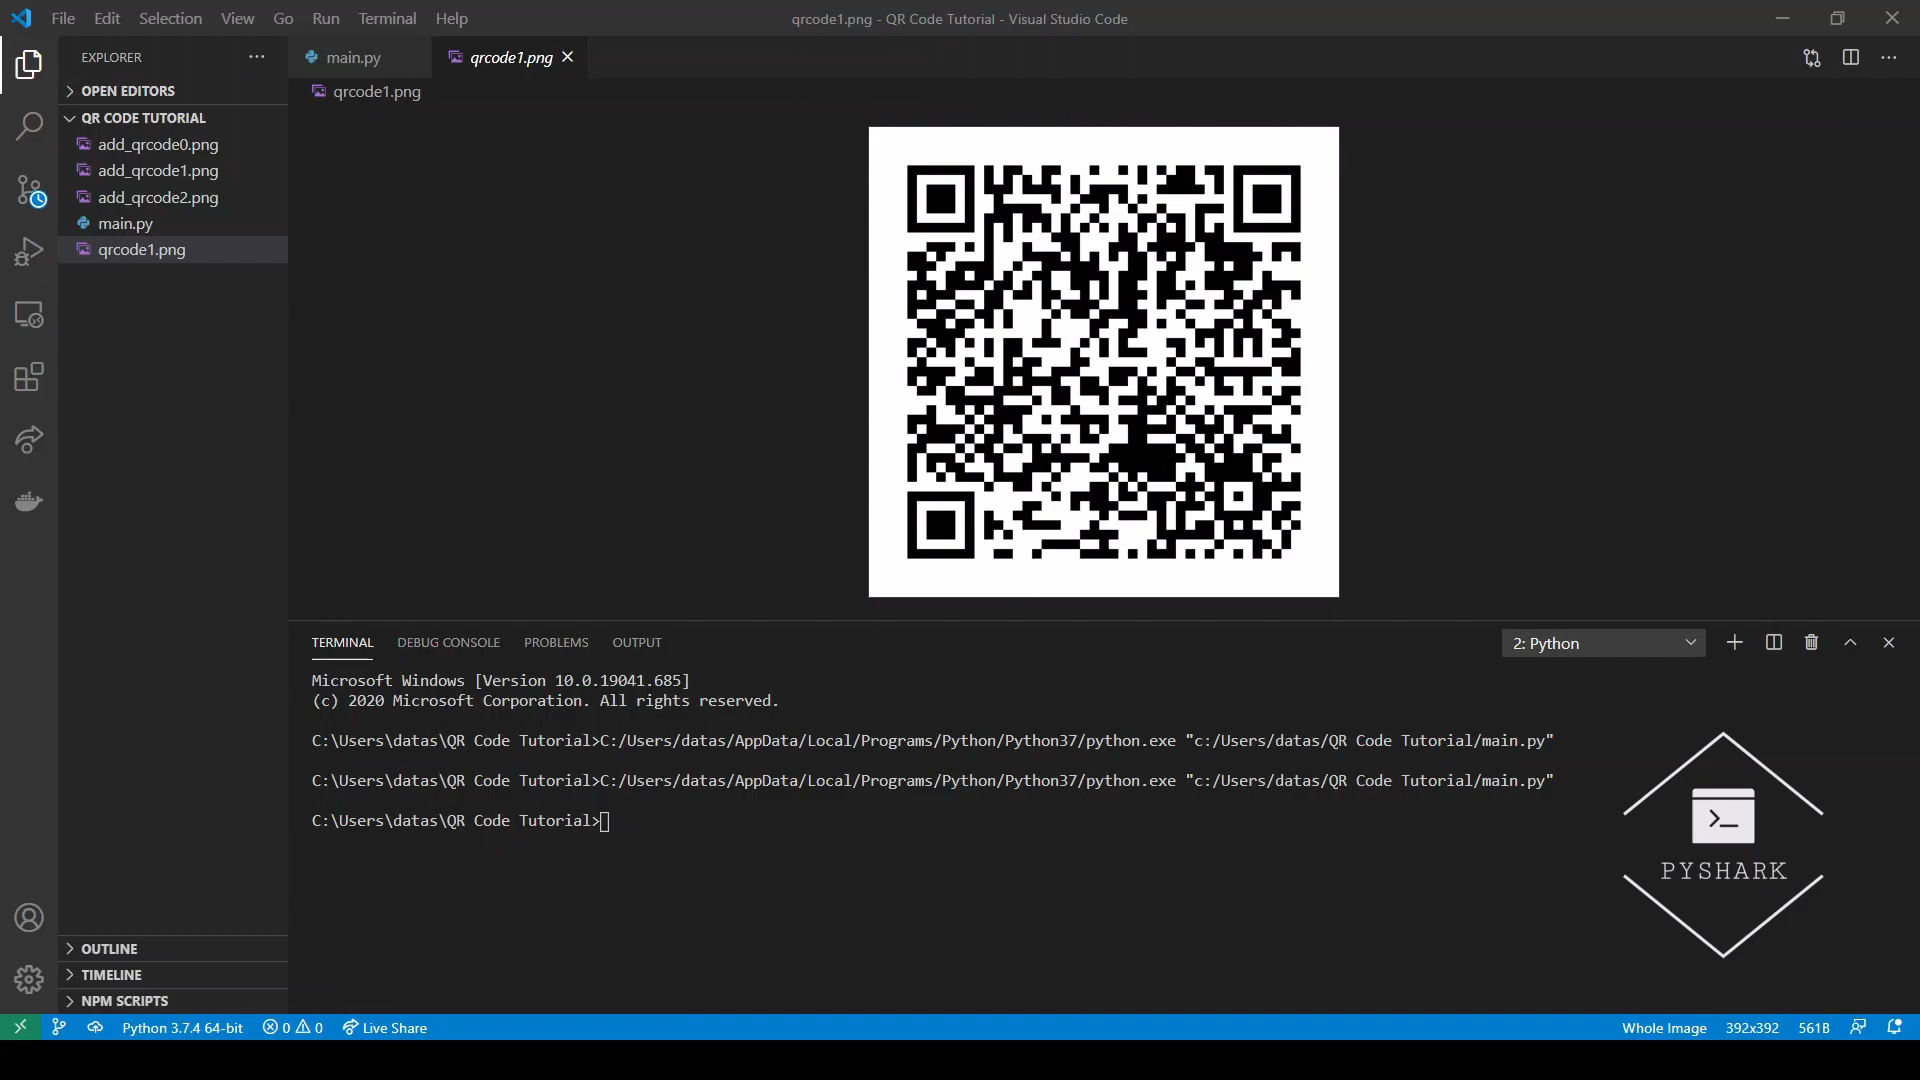 File Edit Selection View Go Run Terminal Help
qrcode1.png - QR Code Tutorial - Visual Studio Code
EXPLORER
OPEN EDITORS
QR CODE TUTORIAL
add_qrcode0.png
add_qrcode1.png
add_qrcode2.png
main.py
qrcode1.png
main.py
qrcode1.png
qrcode1.png
TERMINAL DEBUG CONSOLE PROBLEMS OUTPUT
2: Python
Microsoft Windows [Version 10.0.19041.685]
(c) 2020 Microsoft Corporation. All rights reserved.
C:\Users\datas\QR Code Tutorial>C:/Users/datas/AppData/Local/Programs/Python/Python37/python.exe "c:/Users/datas/QR Code Tutorial/main.py"
C:\Users\datas\QR Code Tutorial>C:/Users/datas/AppData/Local/Programs/Python/Python37/python.exe "c:/Users/datas/QR Code Tutorial/main.py"
C:\Users\datas\QR Code Tutorial>
PYSHARK
OUTLINE
TIMELINE
NPM SCRIPTS
Python 3.7.4 64-bit 0 0 Live Share
Whole Image 392x392 561B